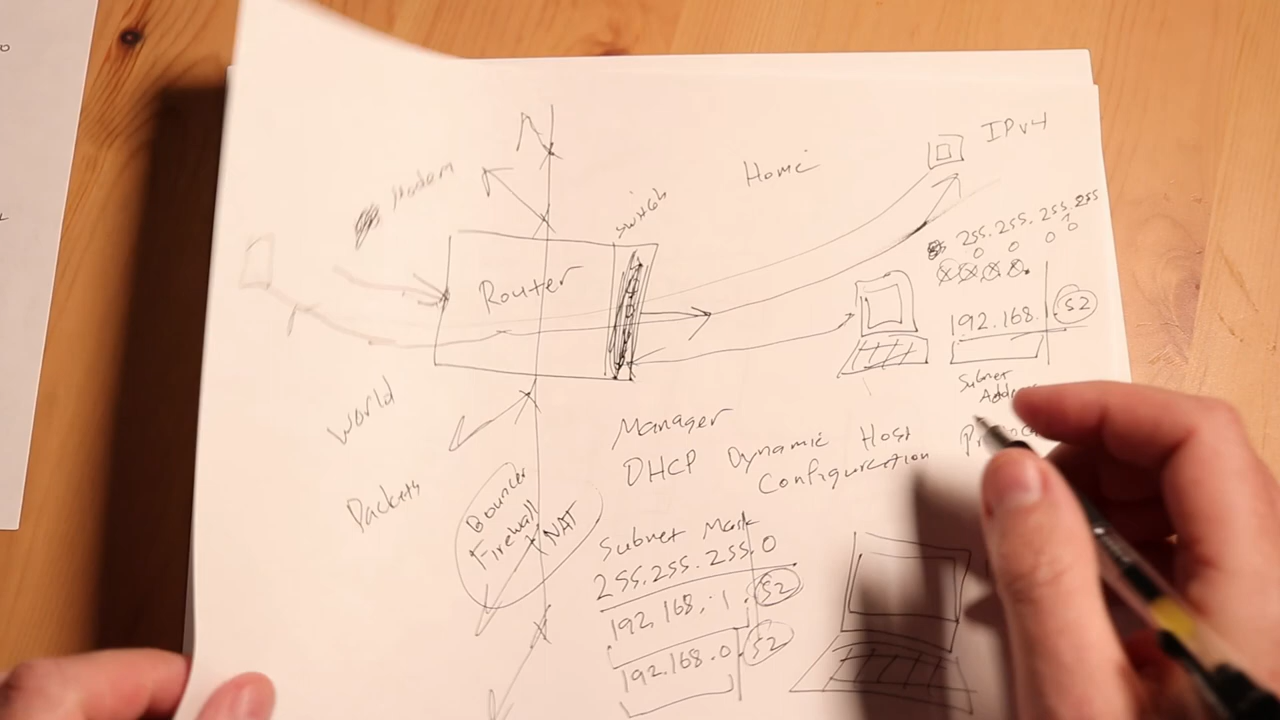 IPv4
Modem
Home
switch
255.255.255.255
0 0 0 0
Router
192.168.1.52
Subnet
World
Manager
DHCP Dynamic Host
Configuration
Packets
Bouncer
Firewall
NAT
Subnet Mask
255.255.255.0
192.168.1.52
192.168.0.52